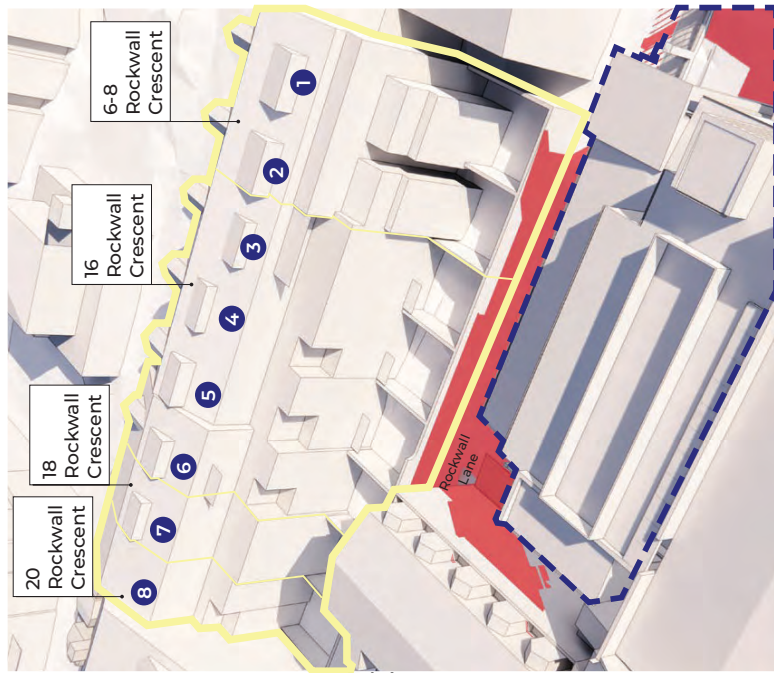 6-8
Rockwall
Crescent
16
Rockwall
Crescent
18
Rockwall
Crescent
20
Rockwall
Crescent
1
2
3
4
5
6
7
8
Rockwall
Lane